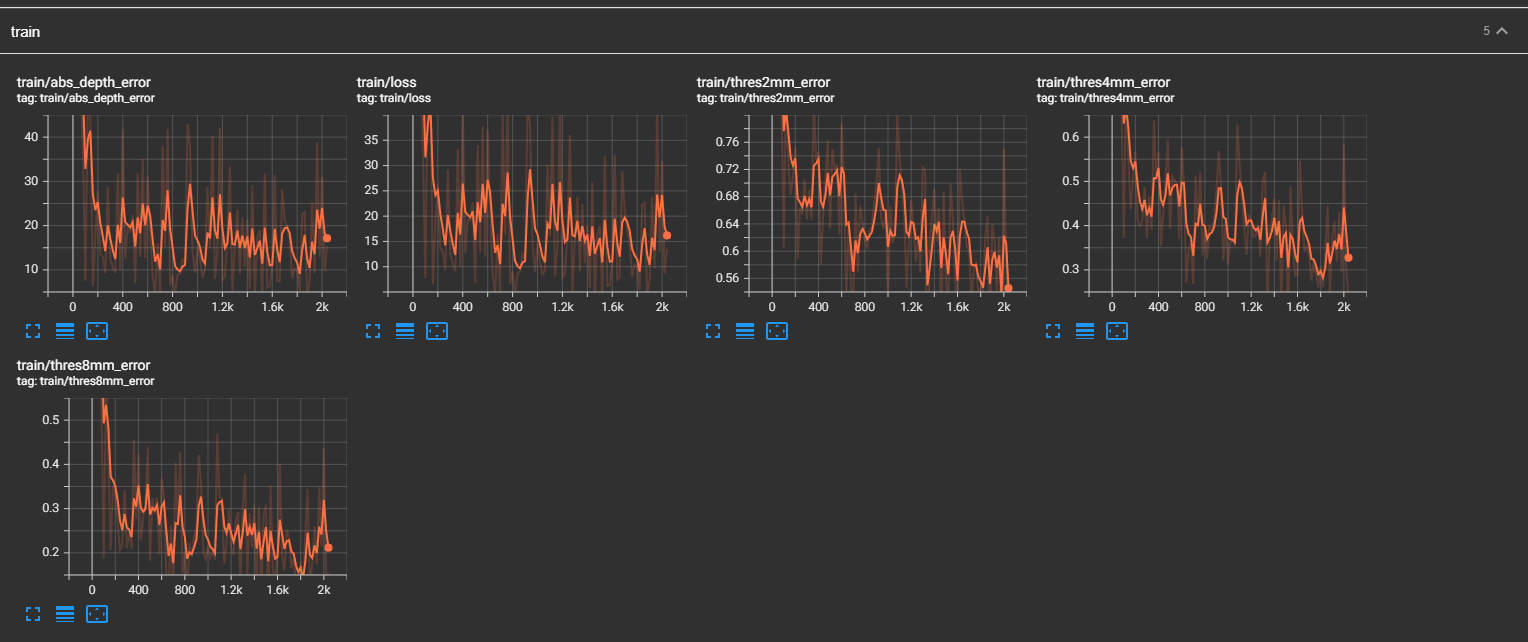 train
5
train/abs_depth_error
tag: train/abs_depth_error
40
30
20
10
0 400 800 1.2k 1.6k 2k
train/loss
tag: train/loss
35
30
25
20
15
10
0 400 800 1.2k 1.6k 2k
train/thres2mm_error
tag: train/thres2mm_error
0.76
0.72
0.68
0.64
0.6
0.56
0 400 800 1.2k 1.6k 2k
train/thres4mm_error
tag: train/thres4mm_error
0.6
0.5
0.4
0.3
0 400 800 1.2k 1.6k 2k
train/thres8mm_error
tag: train/thres8mm_error
0.5
0.4
0.3
0.2
0 400 800 1.2k 1.6k 2k